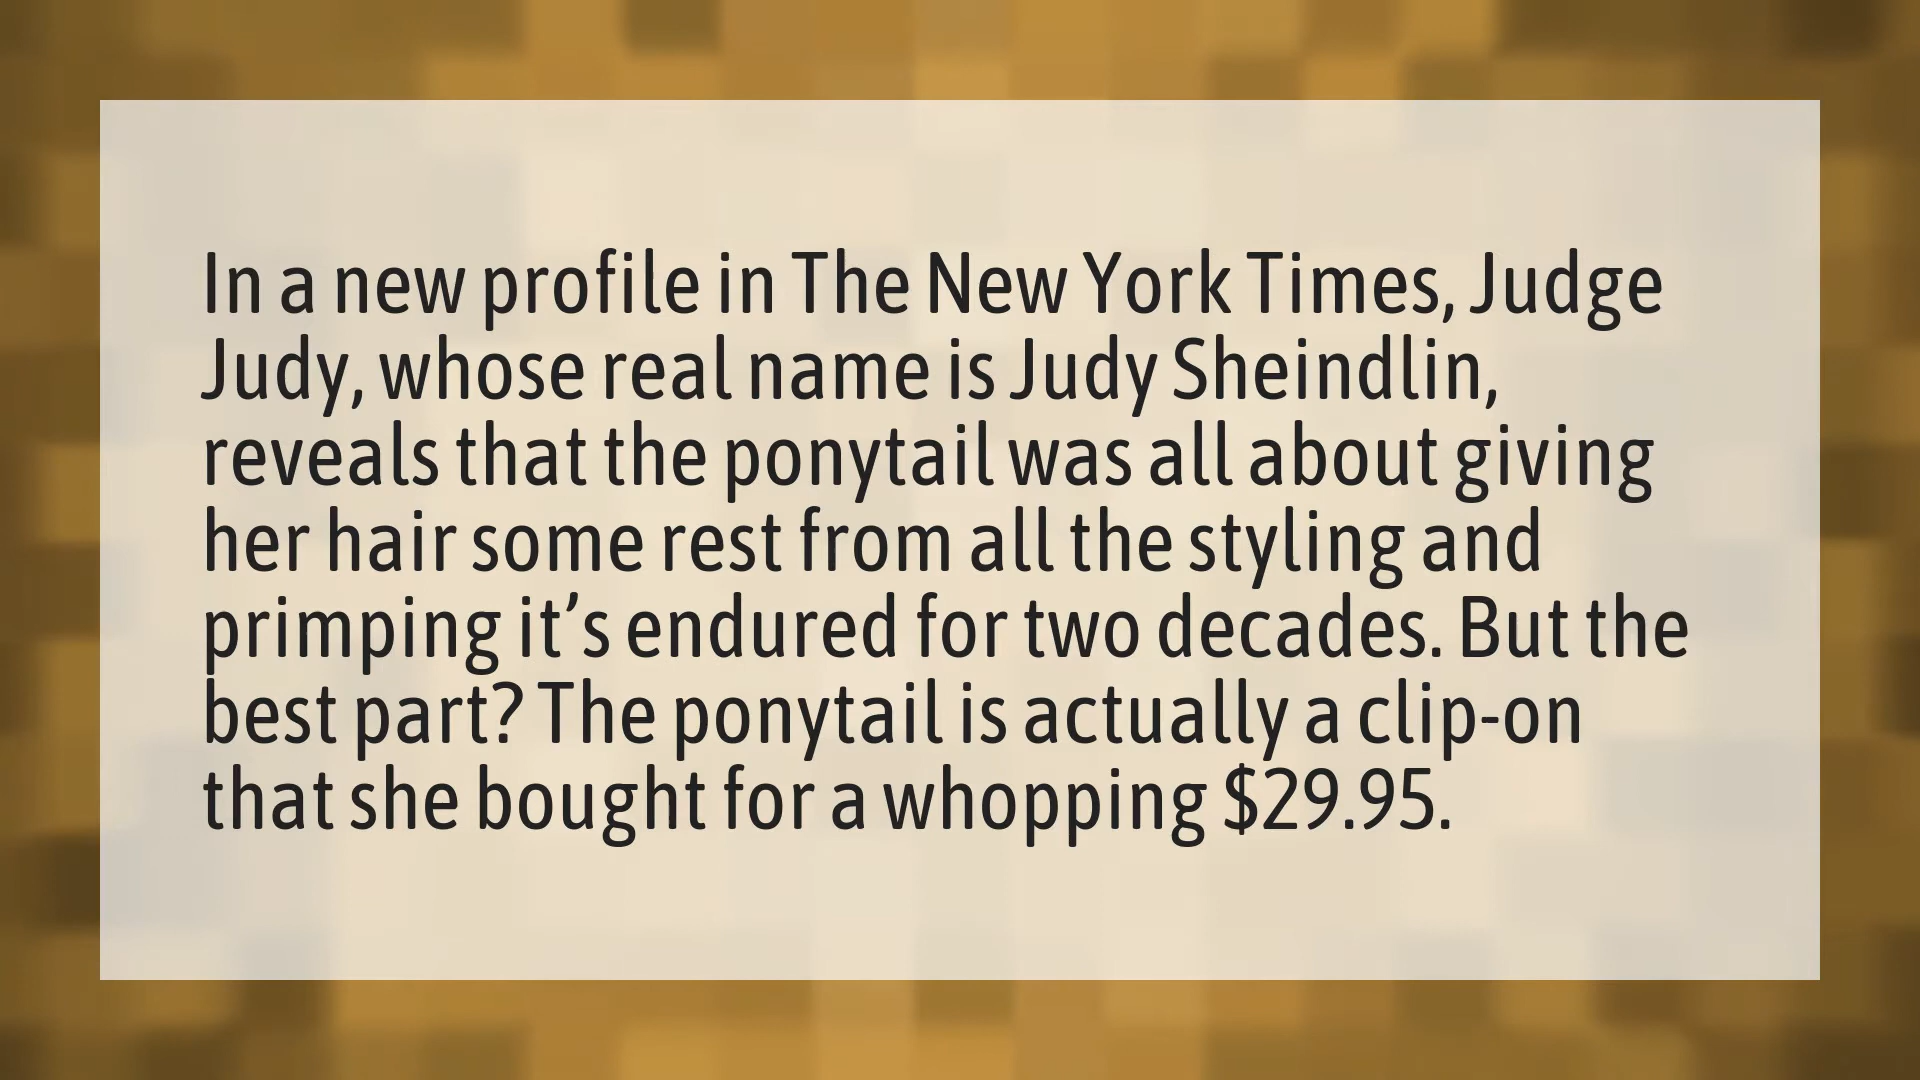 In a new profile in The New York Times, Judge
Judy, whose real name is Judy Sheindlin,
reveals that the ponytail was all about giving
her hair some rest from all the styling and
primping it’s endured for two decades. But the
best part? The ponytail is actually a clip-on
that she bought for a whopping $29.95.